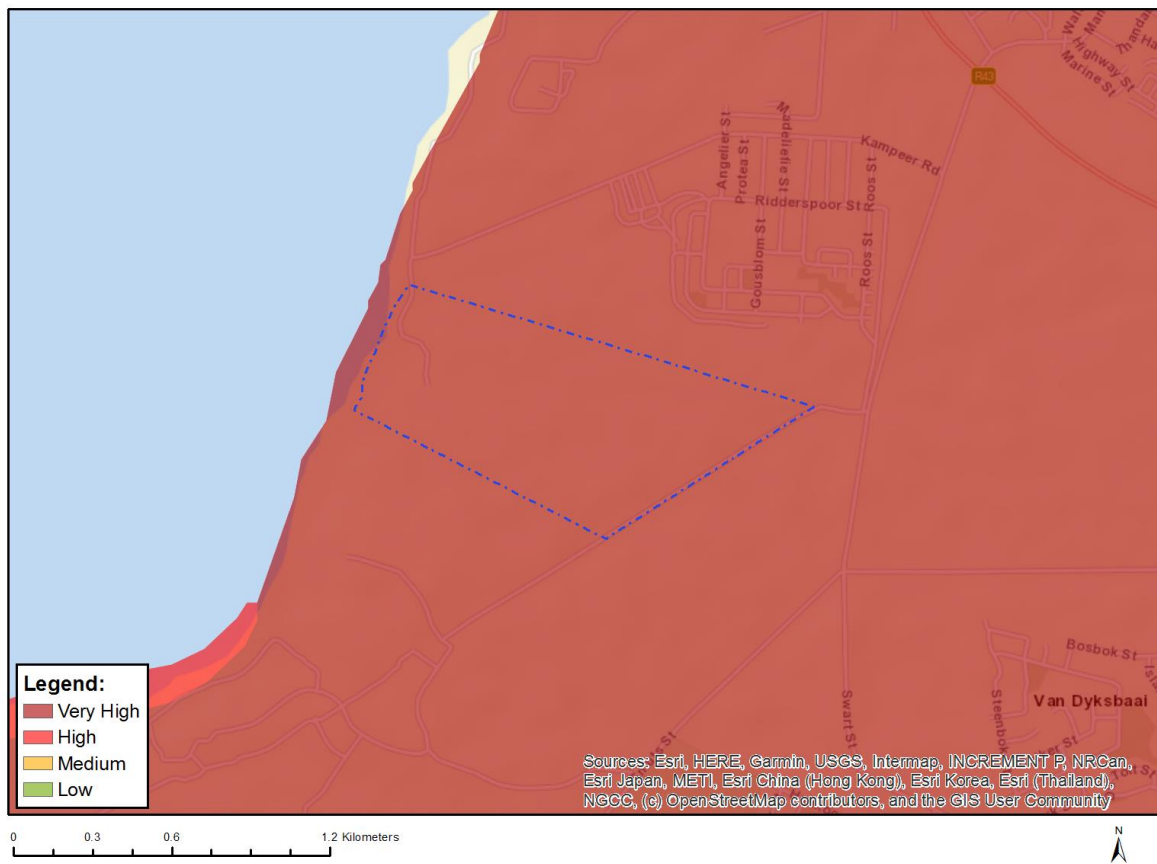 R43
Highway St
Marine St
Angelier St
Protea St
Madeliefie St
Kampeer Rd
Ridderspoor St
Roos St
Gousblom St
Roos St
Legend:
Very High
High
Medium
Low
Swart St
Bosbok St
Van Dyksbaai
Sources: Esri, HERE, Garmin, USGS, Intermap, INCREMENT P, NRCan,
Esri Japan, METI, Esri China (Hong Kong), Esri Korea, Esri (Thailand),
NGCC, (c) OpenStreetMap contributors, and the GIS User Community
0 0.3 0.6 1.2 Kilometers
N